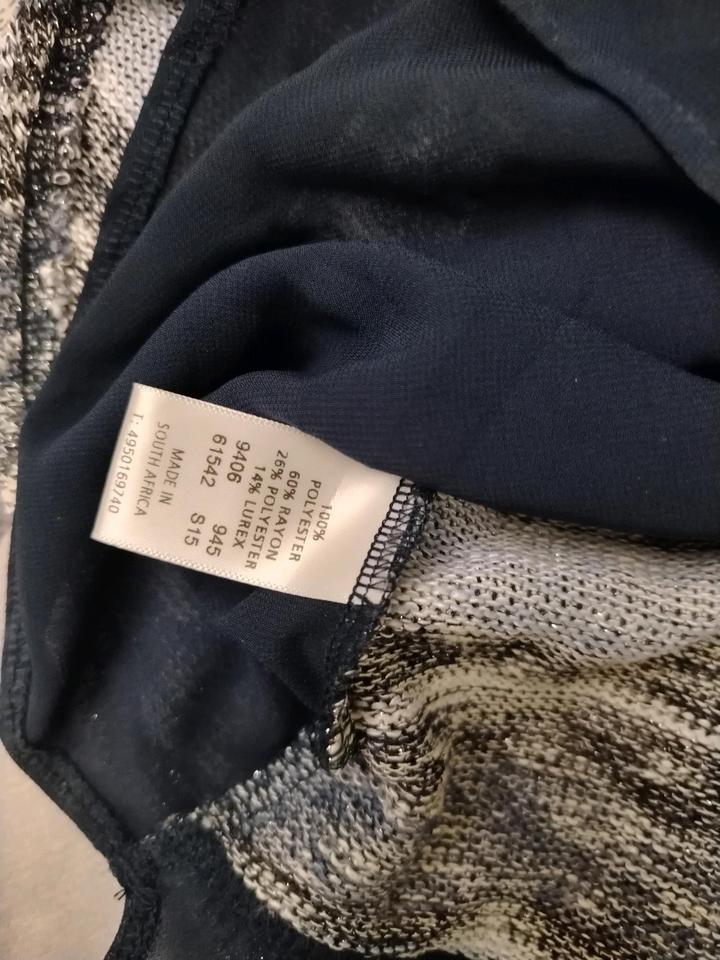 100%
POLYESTER
60% RAYON
26% POLYESTER
14% LUREX
9406 945
61542 S15
MADE IN
SOUTH AFRICA
T: 4950169740